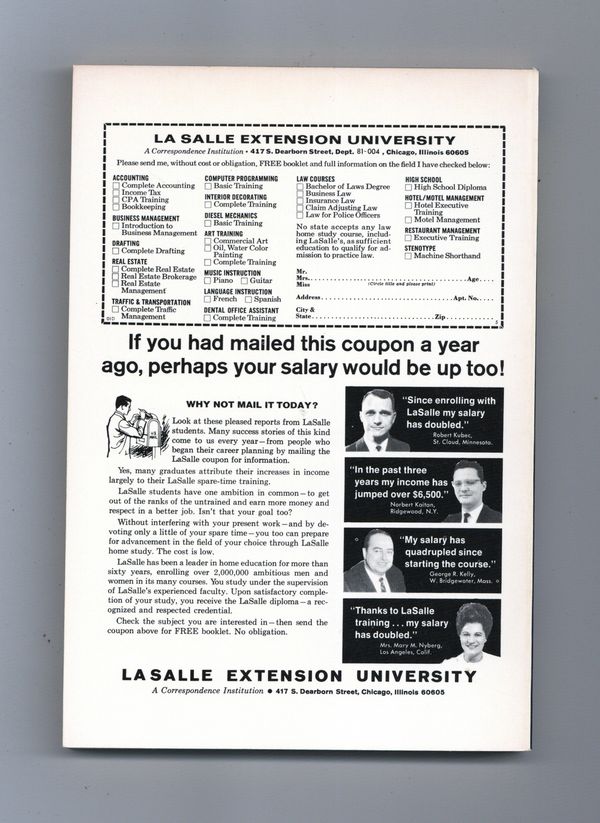 LA SALLE EXTENSION UNIVERSITY
A Correspondence Institution • 417 S. Dearborn Street, Dept. 81-004, Chicago, Illinois 60605
Please send me, without cost or obligation, FREE booklet and full information on the field I have checked below:
ACCOUNTING
Complete Accounting
Income Tax
CPA Training
Bookkeeping
BUSINESS MANAGEMENT
Introduction to
Business Management
DRAFTING
Complete Drafting
REAL ESTATE
Complete Real Estate
Real Estate Brokerage
Real Estate
Management
TRAFFIC & TRANSPORTATION
Complete Traffic
Management
COMPUTER PROGRAMMING
Basic Training
INTERIOR DECORATING
Complete Training
DIESEL MECHANICS
Basic Training
ART TRAINING
Commercial Art
Oil, Water Color
Painting
Complete Training
MUSIC INSTRUCTION
Piano Guitar
LANGUAGE INSTRUCTION
French Spanish
DENTAL OFFICE ASSISTANT
Complete Training
LAW COURSES
Bachelor of Laws Degree
Business Law
Insurance Law
Claim Adjusting Law
Law for Police Officers
No state accepts any law
home study course, includ-
ing LaSalle's, as sufficient
education to qualify for ad-
mission to practice law.
HIGH SCHOOL
High School Diploma
HOTEL/MOTEL MANAGEMENT
Hotel Executive
Training
Motel Management
RESTAURANT MANAGEMENT
Executive Training
STENOTYPE
Machine Shorthand
Mr.
Mrs. Age
Miss (Circle title and please print)
Address Apt. No.
City &
State Zip
If you had mailed this coupon a year
ago, perhaps your salary would be up too!
WHY NOT MAIL IT TODAY?
Look at these pleased reports from LaSalle
students. Many success stories of this kind
come to us every year—from people who
began their career planning by mailing the
LaSalle coupon for information.
Yes, many graduates attribute their increases in income
largely to their LaSalle spare-time training.
LaSalle students have one ambition in common—to get
out of the ranks of the untrained and earn more money and
respect in a better job. Isn't that your goal too?
Without interfering with your present work—and by de-
voting only a little of your spare time—you too can prepare
for advancement in the field of your choice through LaSalle
home study. The cost is low.
LaSalle has been a leader in home education for more than
sixty years, enrolling over 2,000,000 ambitious men and
women in its many courses. You study under the supervision
of LaSalle's experienced faculty. Upon satisfactory comple-
tion of your study, you receive the LaSalle diploma—a rec-
ognized and respected credential.
Check the subject you are interested in—then send the
coupon above for FREE booklet. No obligation.
"Since enrolling with
LaSalle my salary
has doubled."
Robert Kubec,
St. Cloud, Minnesota.
"In the past three
years my income has
jumped over $6,500."
Norbert Kaitan,
Ridgewood, N.Y.
"My salary has
quadrupled since
starting the course."
George R. Kelly,
W. Bridgewater, Mass.
"Thanks to LaSalle
training . . . my salary
has doubled."
Mrs. Mary M. Nyberg,
Los Angeles, Calif.
LA SALLE EXTENSION UNIVERSITY
A Correspondence Institution • 417 S. Dearborn Street, Chicago, Illinois 60605